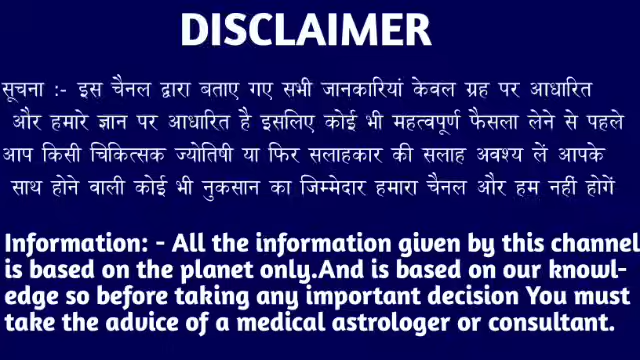 DISCLAIMER
सूचना :- इस चैनल द्वारा बताए गए सभी जानकारियां केवल ग्रह पर आधारित
और हमारे ज्ञान पर आधारित है इसलिए कोई भी महत्वपूर्ण फैसला लेने से पहले
आप किसी चिकित्सक ज्योतिषी या फिर सलाहकार की सलाह अवश्य लें आपके
साथ होने वाली कोई भी नुकसान का जिम्मेदार हमारा चैनल और हम नहीं होगें
Information: - All the information given by this channel
is based on the planet only.And is based on our knowl-
edge so before taking any important decision You must
take the advice of a medical astrologer or consultant.